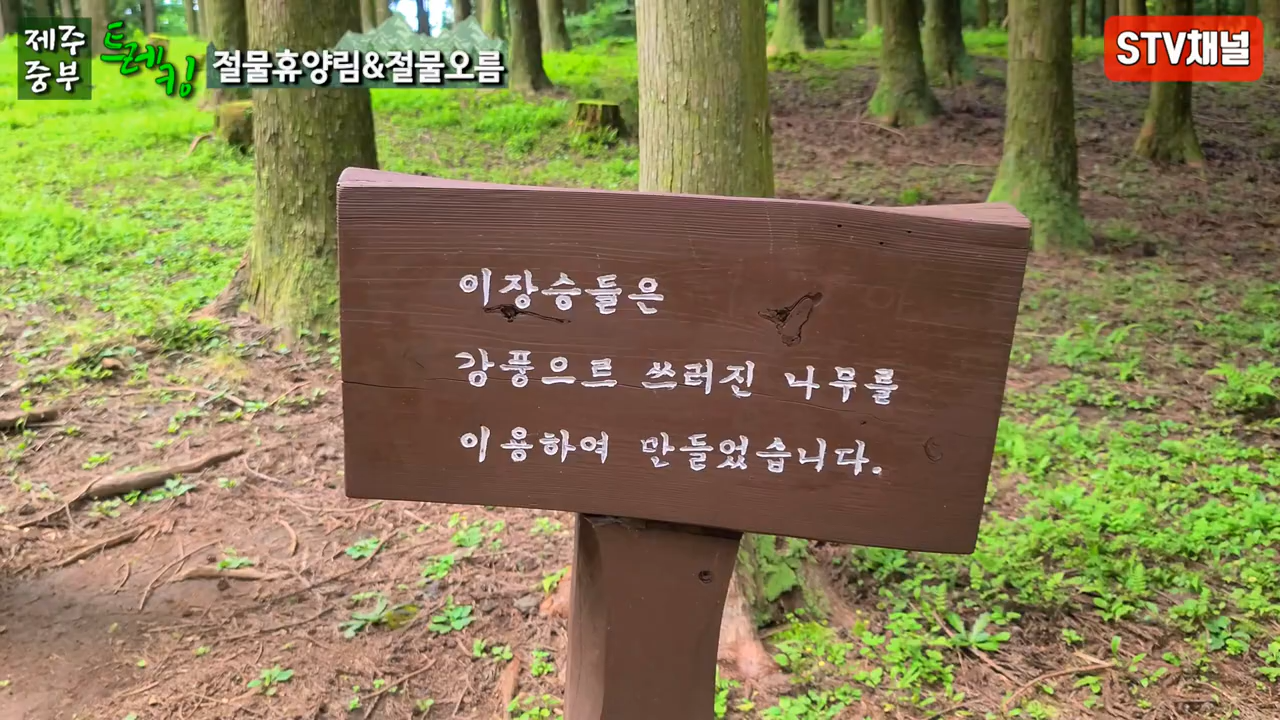 제주
중부
트레킹
절물휴양림&절물오름
STV채널
이장승들은
강풍으로 쓰러진 나무를
이용하여 만들었습니다.